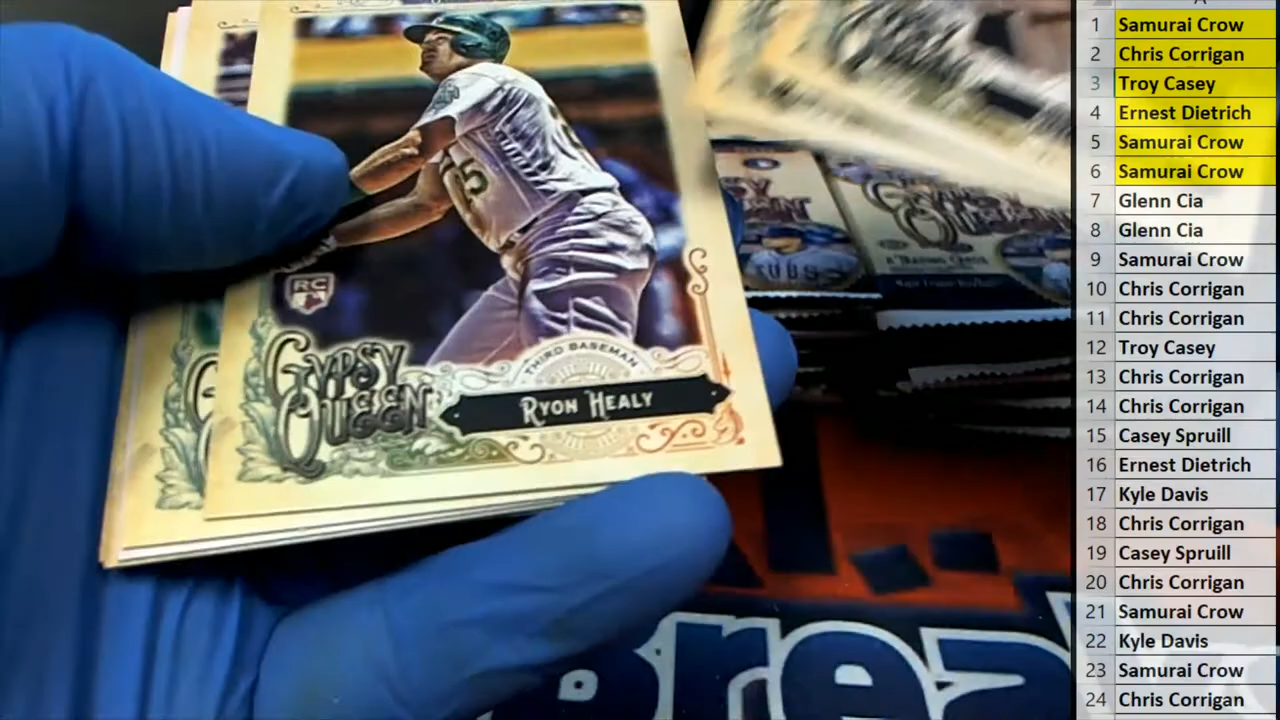 15
RC
GYPSY
QUEEN
THIRD BASEMAN
RYON HEALY
CUBS
1 Samurai Crow
2 Chris Corrigan
3 Troy Casey
4 Ernest Dietrich
5 Samurai Crow
6 Samurai Crow
7 Glenn Cia
8 Glenn Cia
9 Samurai Crow
10 Chris Corrigan
11 Chris Corrigan
12 Troy Casey
13 Chris Corrigan
14 Chris Corrigan
15 Casey Spruill
16 Ernest Dietrich
17 Kyle Davis
18 Chris Corrigan
19 Casey Spruill
20 Chris Corrigan
21 Samurai Crow
22 Kyle Davis
23 Samurai Crow
24 Chris Corrigan
Brea